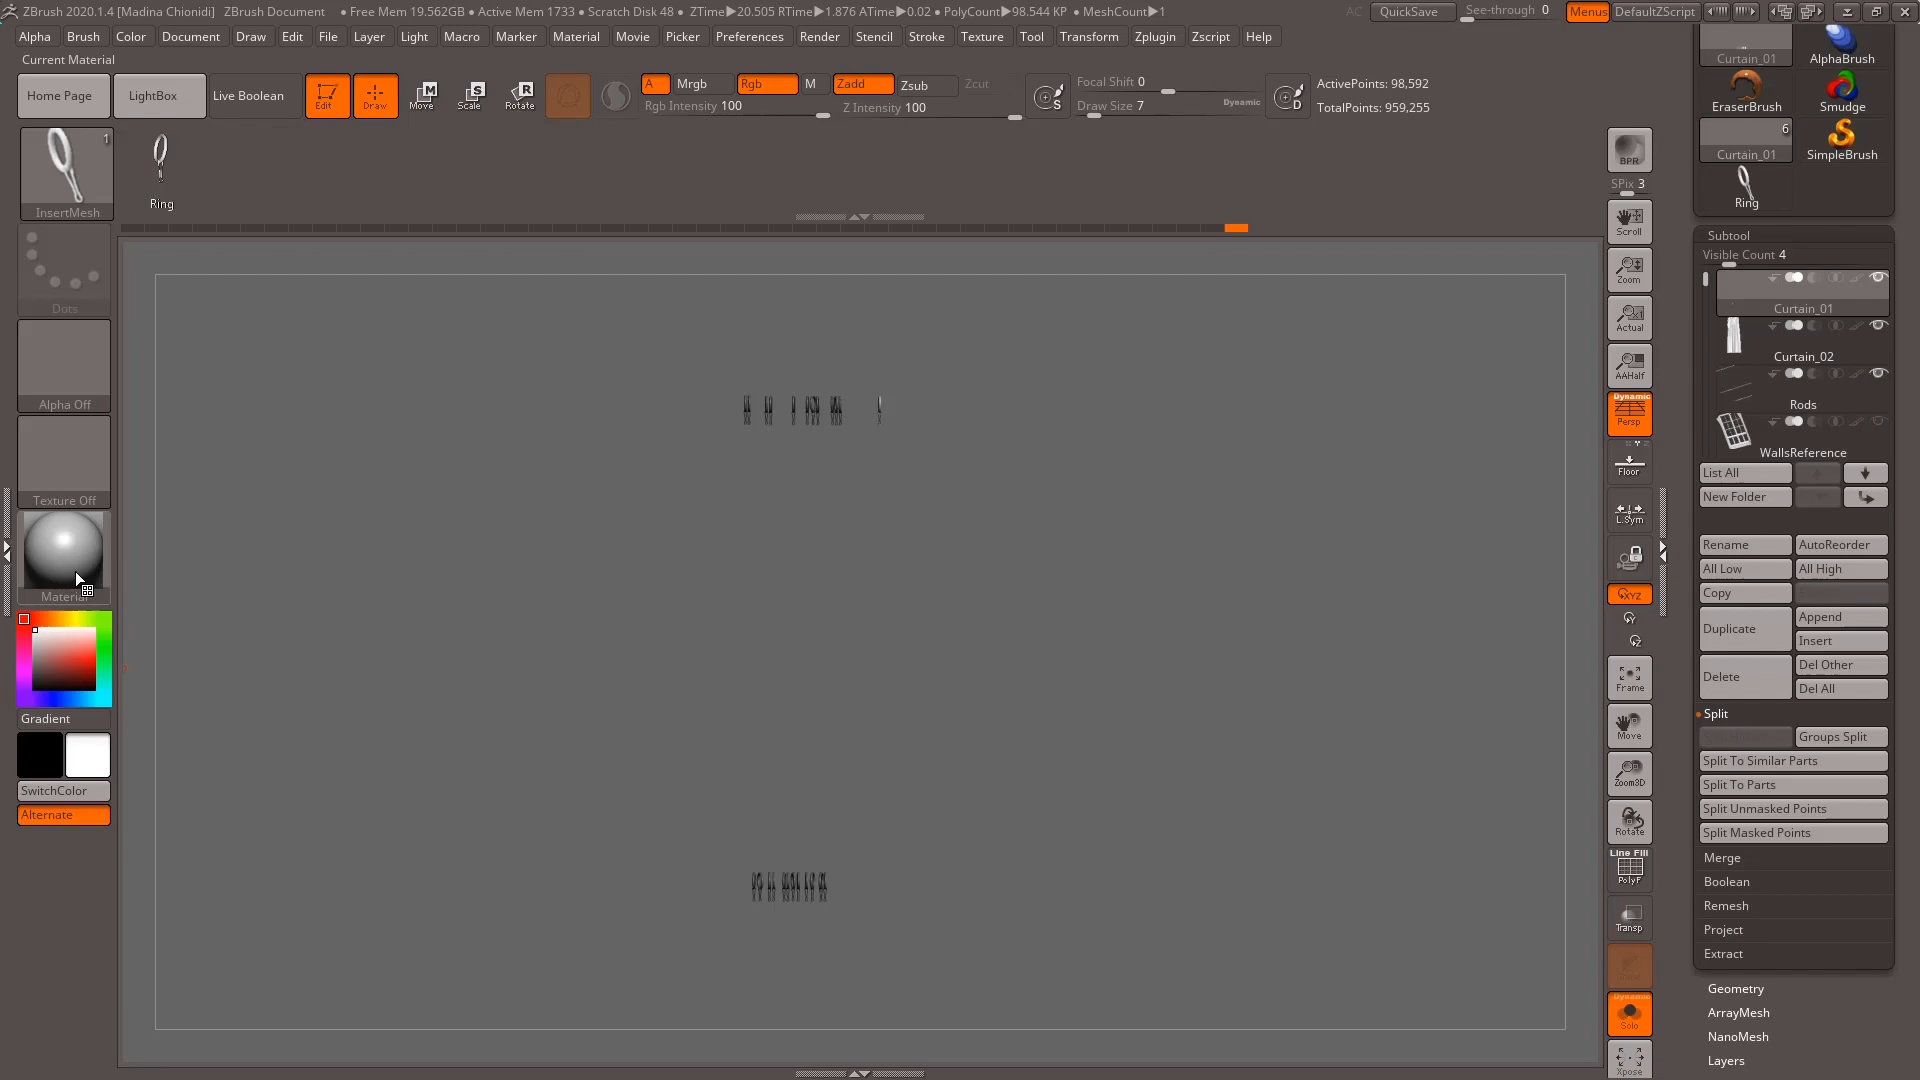 ZBrush 2020.1.4 [Madina Chionidi] ZBrush Document ● Free Mem 19.562GB ● Active Mem 1733 ● Scratch Disk 48 ● ZTime▶20.505 RTime▶1.876 ATime▶0.02 ● PolyCount▶98.544 KP ● MeshCount▶1 AC QuickSave See-through 0 Menus DefaultZScript
Alpha Brush Color Document Draw Edit File Layer Light Macro Marker Material Movie Picker Preferences Render Stencil Stroke Texture Tool Transform Zplugin Zscript Help
Current Material
Home Page LightBox Live Boolean Edit Draw Move Scale Rotate
M S R
A Mrgb Rgb M Zadd Zsub Zcut
Rgb Intensity 100 Z Intensity 100
S Focal Shift 0
Draw Size 7 Dynamic
D ActivePoints: 98,592
TotalPoints: 959,255
1
InsertMesh
Ring
Dots
Alpha Off
Texture Off
Material
Gradient
SwitchColor
Alternate
BPR
SPix 3
Scroll
Zoom
Actual
AAHalf
Dynamic
Persp
Floor
L.Sym
XYZ
Y
Z
Frame
Move
Zoom3D
Rotate
Line Fill
PolyF
Transp
Dynamic
Solo
Xpose
Curtain_01 AlphaBrush
EraserBrush Smudge
6
Curtain_01 SimpleBrush
Ring
Subtool
Visible Count 4
Curtain_01
Curtain_02
Rods
WallsReference
List All
New Folder
Rename AutoReorder
All Low All High
Copy
Duplicate Append
Insert
Delete Del Other
Del All
Split
Groups Split
Split To Similar Parts
Split To Parts
Split Unmasked Points
Split Masked Points
Merge
Boolean
Remesh
Project
Extract
Geometry
ArrayMesh
NanoMesh
Layers